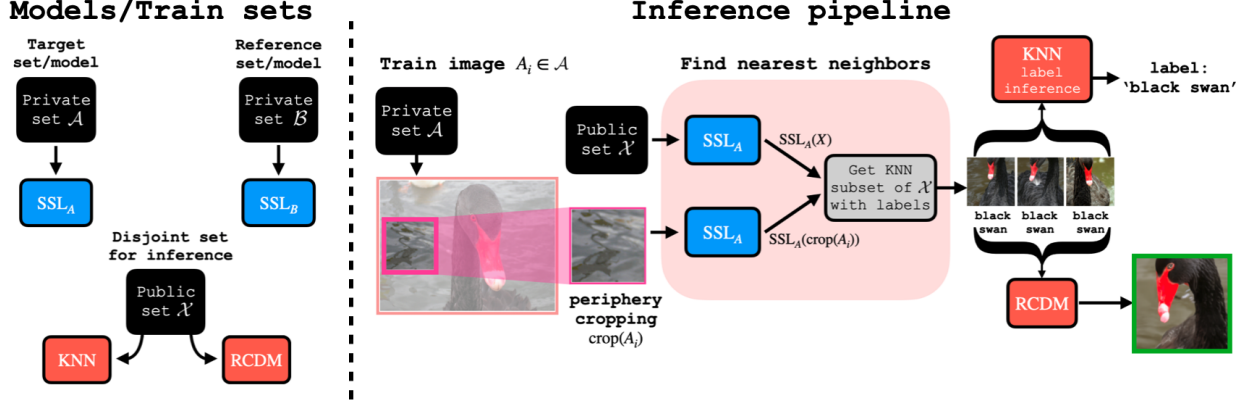 Models/Train sets
Target
set/model
Private
set 𝒜
SSL_A
Reference
set/model
Private
set ℬ
SSL_B
Disjoint set
for inference
Public
set 𝒳
KNN
RCDM
Inference pipeline
Train image A_i ∈ 𝒜
Private
set 𝒜
periphery
cropping
crop(A_i)
Find nearest neighbors
Public
set 𝒳
SSL_A
SSL_A(X)
SSL_A
SSL_A(crop(A_i))
Get KNN
subset of 𝒳
with labels
KNN
label
inference
label:
‘black swan’
black
swan
black
swan
black
swan
RCDM